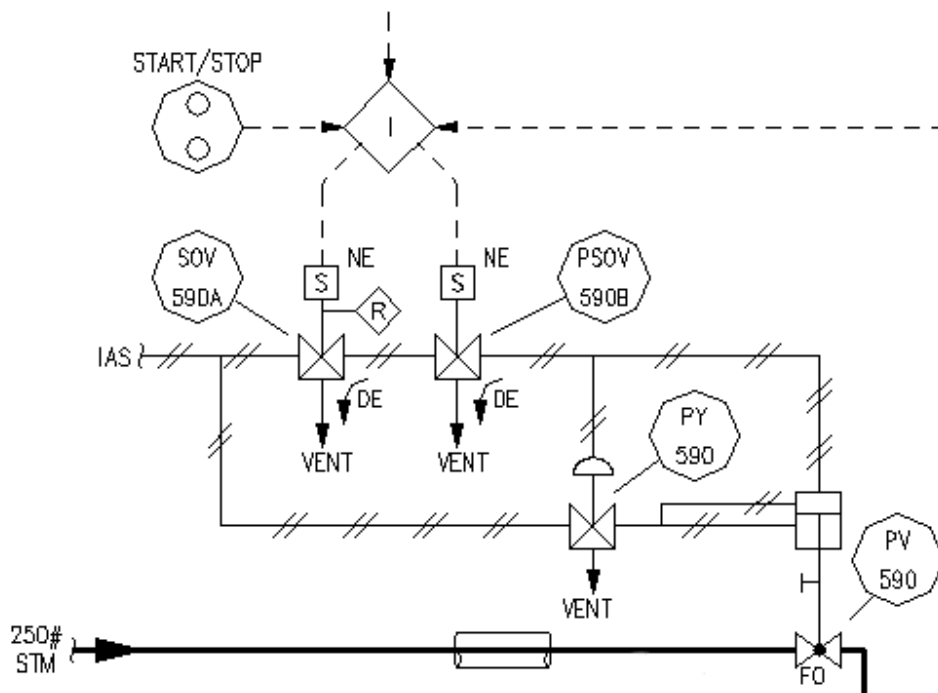 START/STOP
I
SOV
590A
NE
S
R
NE
S
PSOV
590B
IAS
DE
DE
VENT
VENT
PY
590
VENT
PV
590
250#
STM
FO